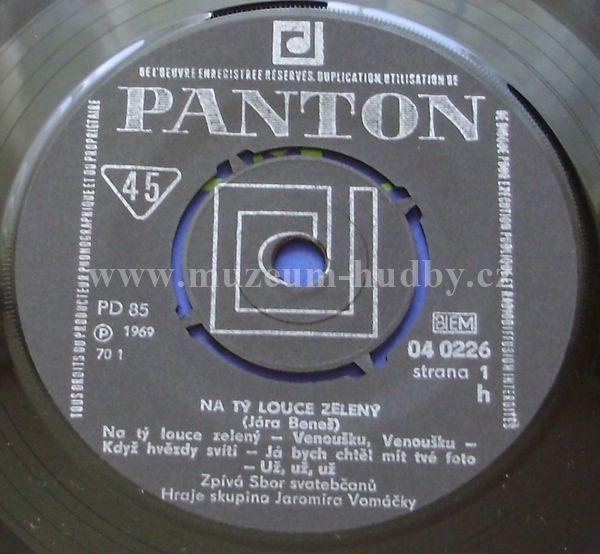 DE L'OEUVRE ENREGISTREE RÉSERVÉS. DUPLICATION, UTILISATION DE
PANTON
45
TOUS DROITS DU PRODUCTEUR PHONOGRAPHIQUE ET DU PROPRIETAIRE
www.muzeum-hudby.cz
PD 85
℗ 1969
70 1
BIEM
04 0226
strana 1
h
NA TÝ LOUCE ZELENÝ
(Jára Beneš)
Na tý louce zelený – Venoušku, Venoušku –
Když hvězdy svítí – Já bych chtěl mít tvé foto
– Už, už, už
Zpívá Sbor svatebčanů
Hraje skupina Jaromíra Vomáčky